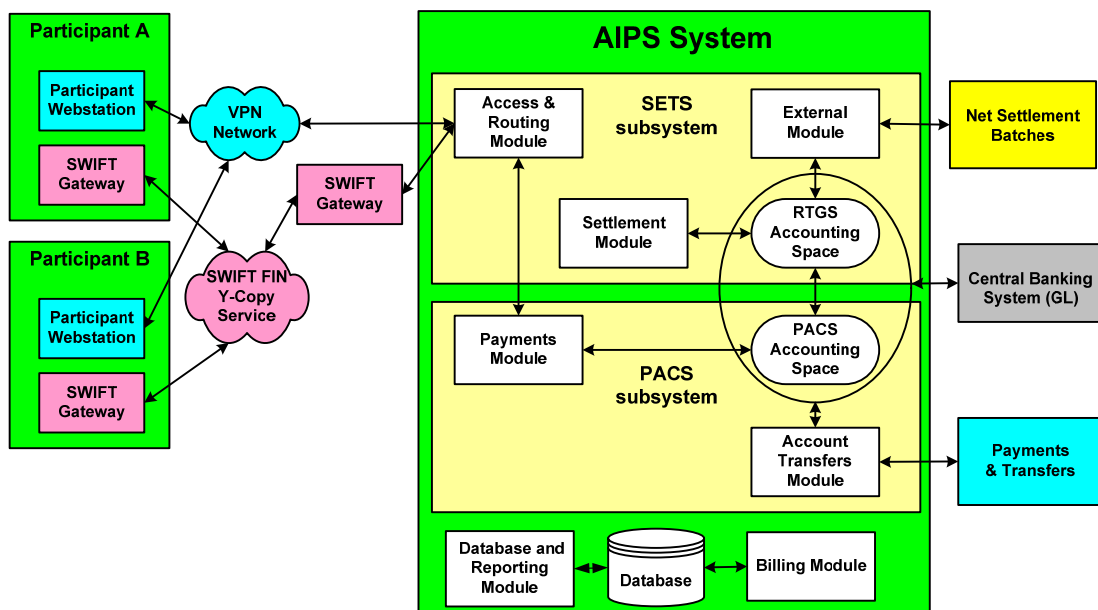 Participant A
Participant
Webstation
SWIFT
Gateway
Participant B
Participant
Webstation
SWIFT
Gateway
VPN
Network
SWIFT FIN
Y-Copy
Service
SWIFT
Gateway
AIPS System
SETS
subsystem
Access &
Routing
Module
External
Module
Settlement
Module
RTGS
Accounting
Space
PACS
subsystem
Payments
Module
PACS
Accounting
Space
Account
Transfers
Module
Database and
Reporting
Module
Database
Billing Module
Net Settlement
Batches
Central Banking
System (GL)
Payments
& Transfers